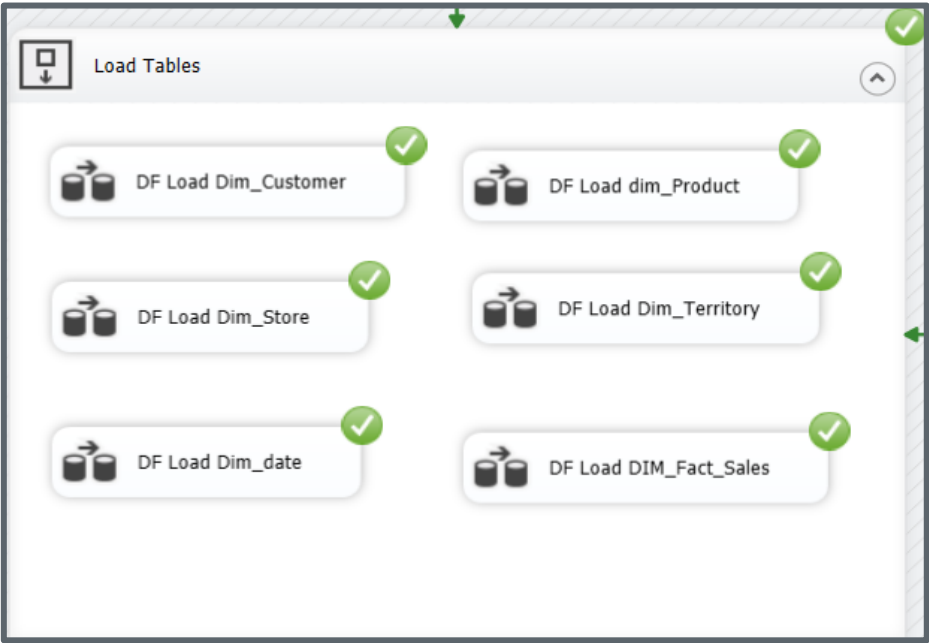 Load Tables
DF Load Dim_Customer
DF Load dim_Product
DF Load Dim_Store
DF Load Dim_Territory
DF Load Dim_date
DF Load DIM_Fact_Sales